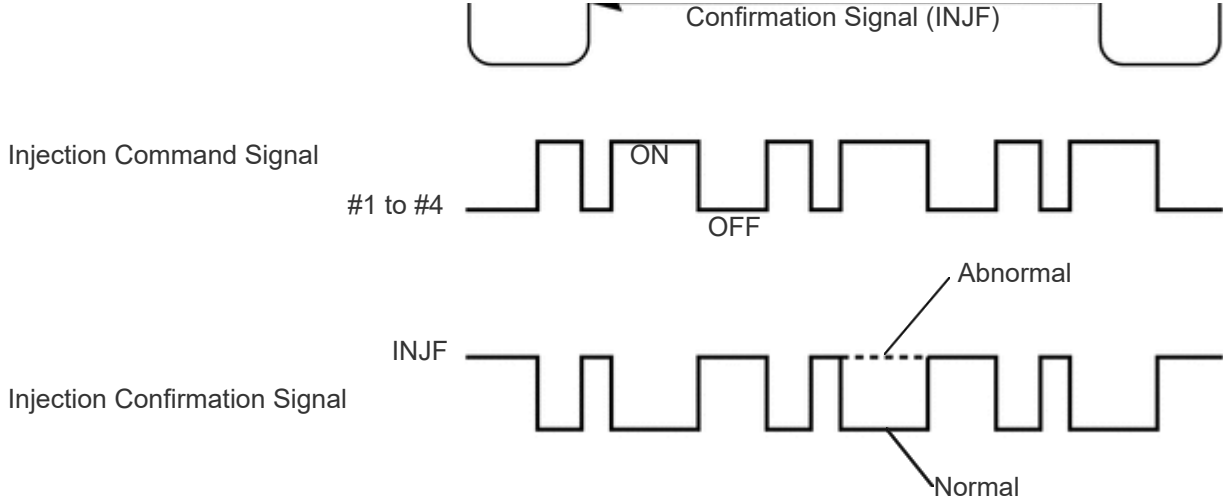 Confirmation Signal (INJF)
Injection Command Signal
ON
#1 to #4
OFF
Abnormal
INJF
Injection Confirmation Signal
Normal